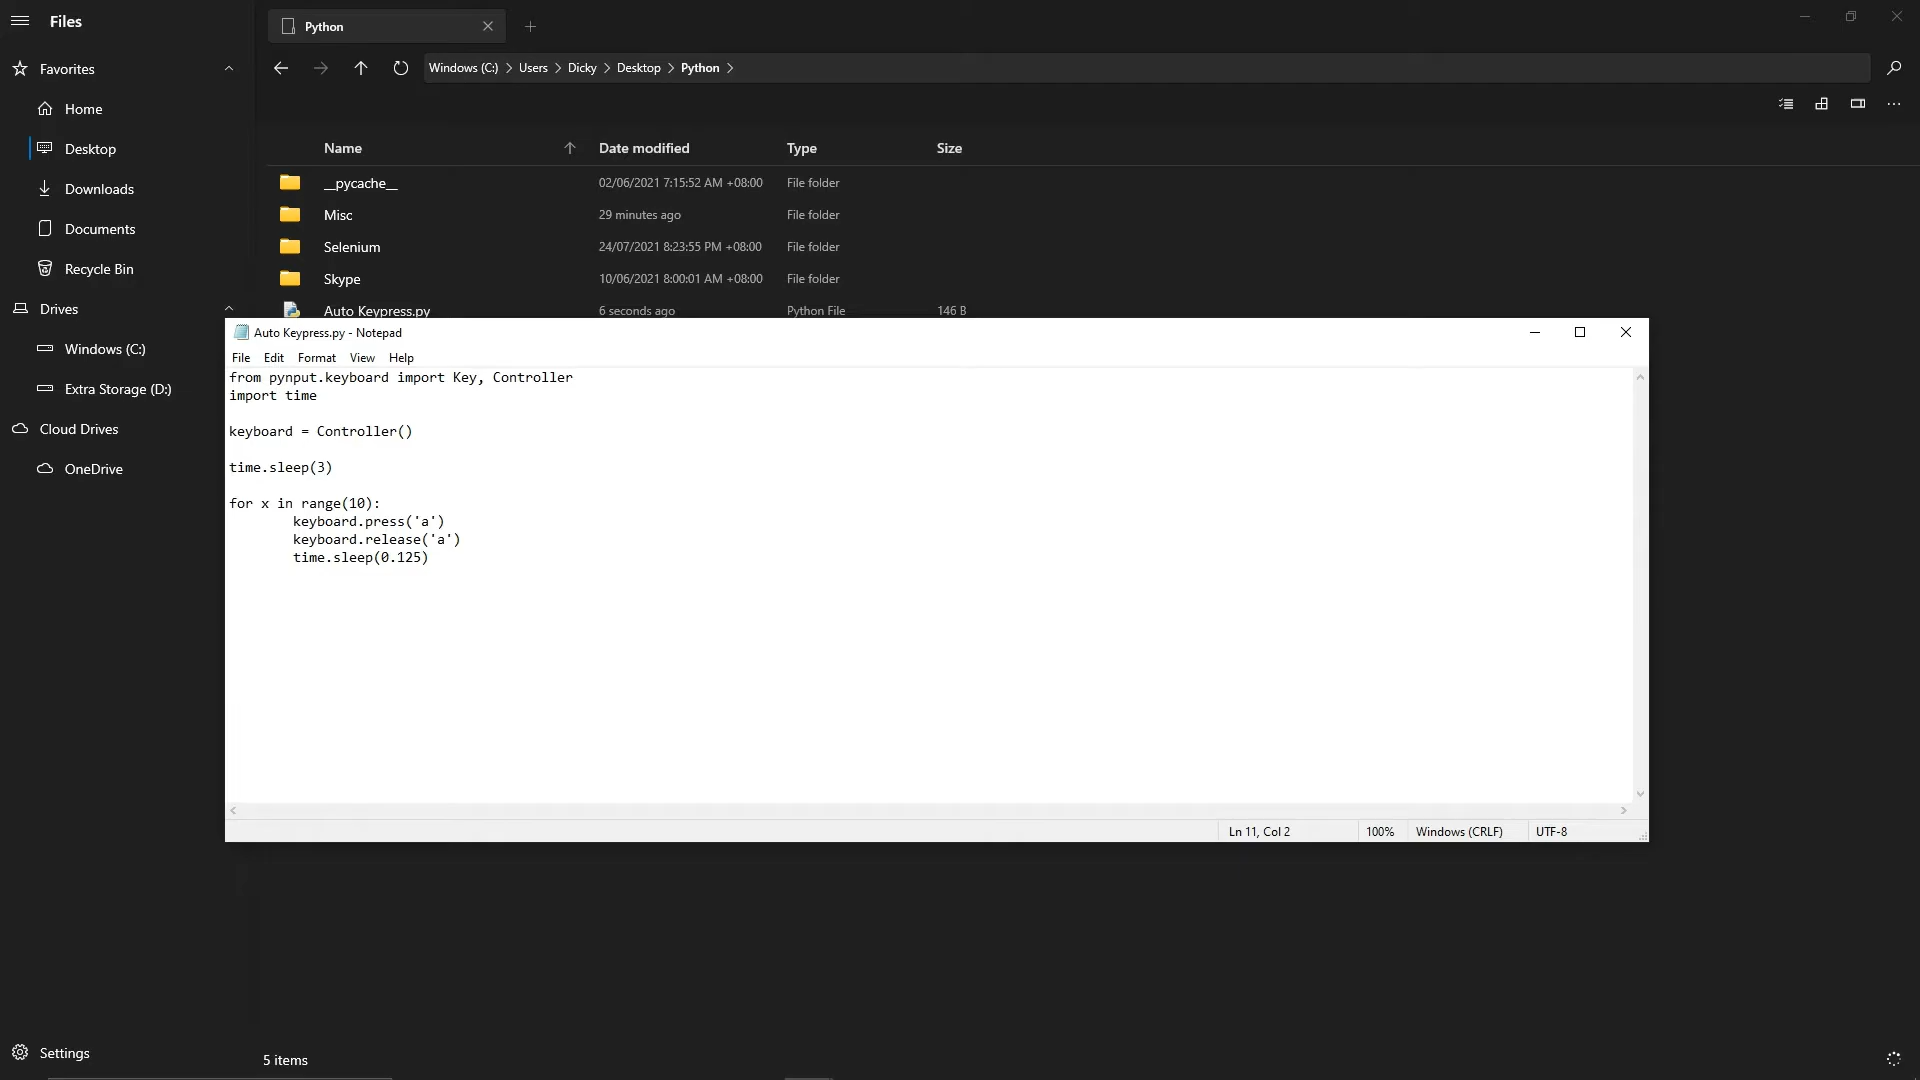 Files
Python
Favorites
Windows (C:) Users Dicky Desktop Python
Home
Desktop
Name Date modified Type Size
__pycache__ 02/06/2021 7:15:52 AM +08:00 File folder
Downloads
Misc 29 minutes ago File folder
Documents
Selenium 24/07/2021 8:23:55 PM +08:00 File folder
Recycle Bin
Skype 10/06/2021 8:00:01 AM +08:00 File folder
Drives
Auto Keypress.py 6 seconds ago Python File 146 B
Windows (C:)
Extra Storage (D:)
Cloud Drives
OneDrive
Auto Keypress.py - Notepad
File Edit Format View Help
from pynput.keyboard import Key, Controller
import time
keyboard = Controller()
time.sleep(3)
for x in range(10):
keyboard.press('a')
keyboard.release('a')
time.sleep(0.125)
Ln 11, Col 2 100% Windows (CRLF) UTF-8
Settings
5 items